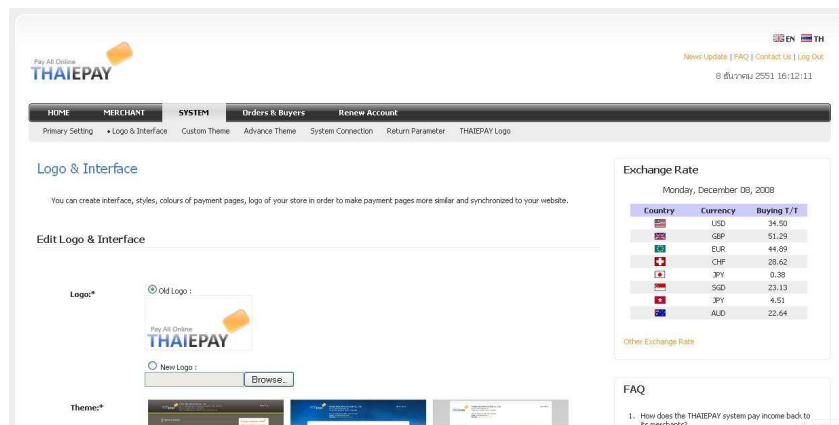 EN TH
Pay All Online
THAIEPAY
News Update | FAQ | Contact Us | Log Out
8 ธันวาคม 2551 16:12:11
HOME MERCHANT SYSTEM Orders & Buyers Renew Account
Primary Setting • Logo & Interface Custom Theme Advance Theme System Connection Return Parameter THAIEPAY Logo
Logo & Interface
You can create interface, styles, colours of payment pages, logo of your store in order to make payment pages more similar and synchronized to your website.
Edit Logo & Interface
Logo:*
Old Logo :
Pay All Online
THAIEPAY
New Logo :
Browse...
Theme:*
Exchange Rate
Monday, December 08, 2008
Country Currency Buying T/T
USD 34.50
GBP 51.29
EUR 44.89
CHF 28.62
JPY 0.38
SGD 23.13
JPY 4.51
AUD 22.64
Other Exchange Rate
FAQ
1. How does the THAIEPAY system pay income back to
its merchants?